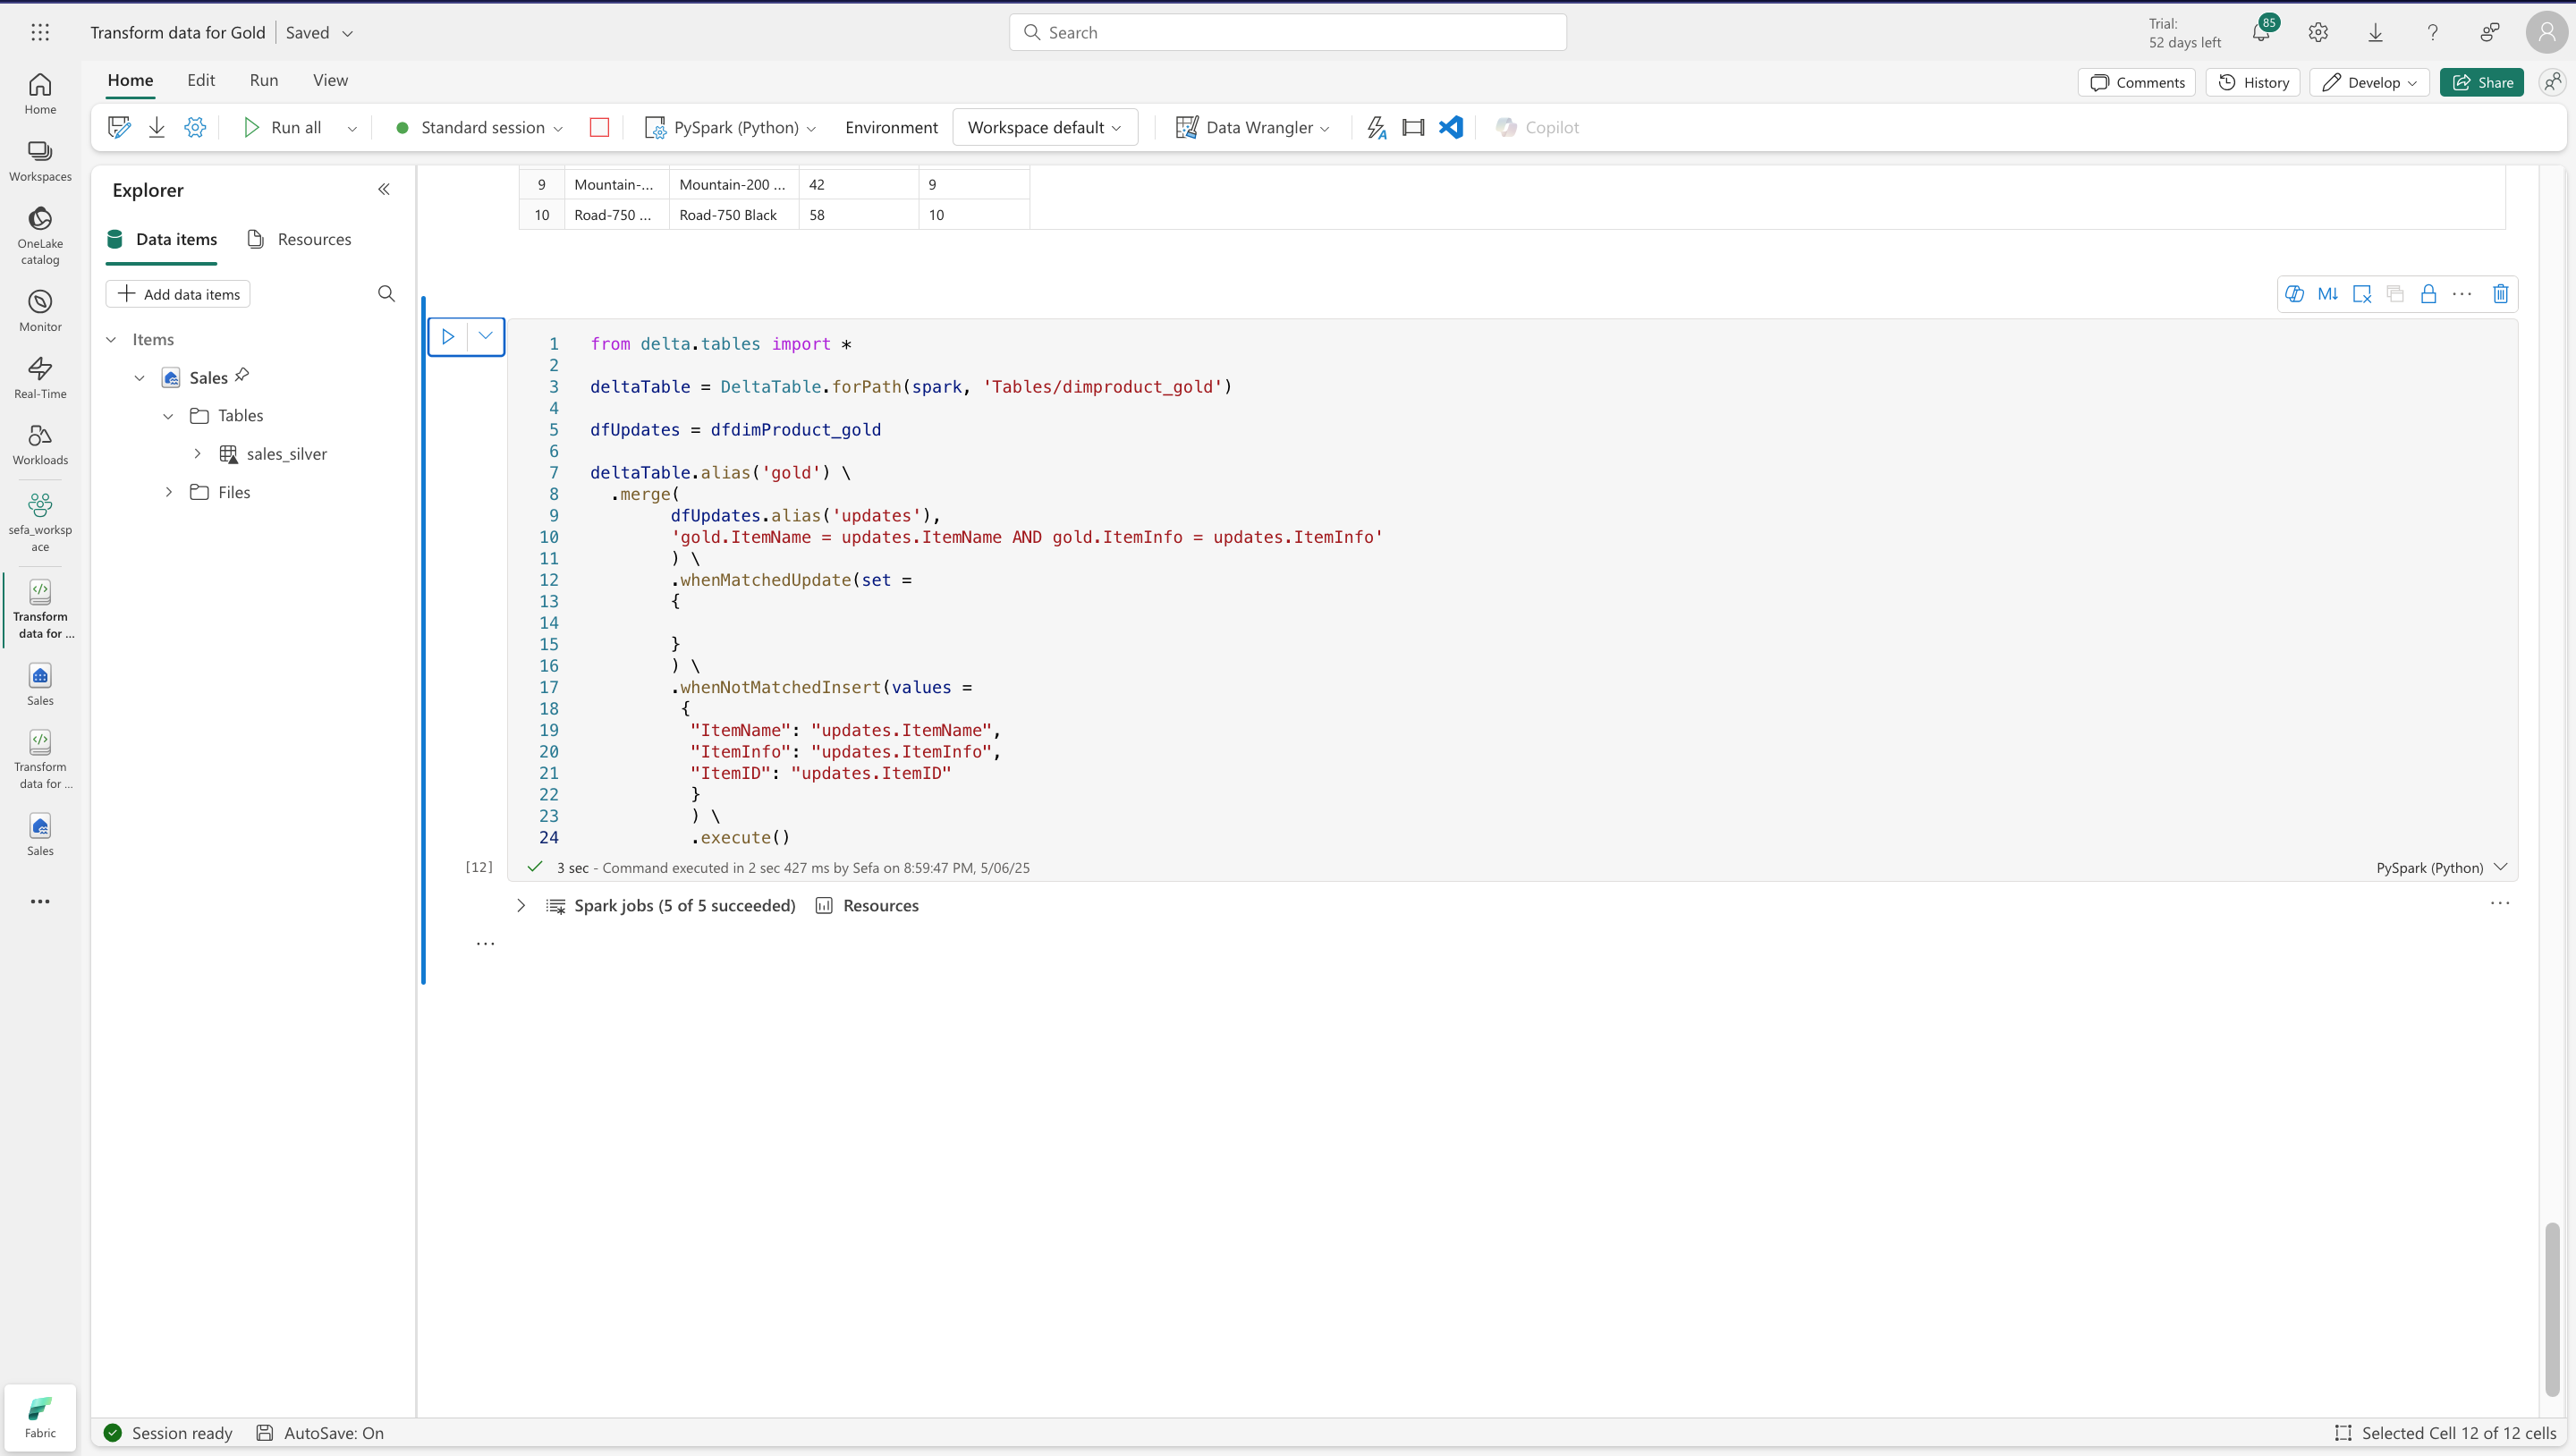 Transform data for Gold | Saved
Search
Trial:
52 days left
85
Home Edit Run View
Comments History Develop Share
Run all Standard session PySpark (Python) Environment Workspace default Data Wrangler Copilot
Home
Workspaces
OneLake
catalog
Monitor
Real-Time
Workloads
sefa_worksp
ace
Transform
data for ...
Sales
Transform
data for ...
Sales
Fabric
Explorer
Data items Resources
Add data items
Items
Sales
Tables
sales_silver
Files
9 Mountain-... Mountain-200 ... 42 9
10 Road-750 ... Road-750 Black 58 10
M↓
1 from delta.tables import *
2
3 deltaTable = DeltaTable.forPath(spark, 'Tables/dimproduct_gold')
4
5 dfUpdates = dfdimProduct_gold
6
7 deltaTable.alias('gold') \
8 .merge(
9 dfUpdates.alias('updates'),
10 'gold.ItemName = updates.ItemName AND gold.ItemInfo = updates.ItemInfo'
11 ) \
12 .whenMatchedUpdate(set =
13 {
14
15 }
16 ) \
17 .whenNotMatchedInsert(values =
18 {
19 "ItemName": "updates.ItemName",
20 "ItemInfo": "updates.ItemInfo",
21 "ItemID": "updates.ItemID"
22 }
23 ) \
24 .execute()
[12] 3 sec - Command executed in 2 sec 427 ms by Sefa on 8:59:47 PM, 5/06/25 PySpark (Python)
Spark jobs (5 of 5 succeeded) Resources
Session ready AutoSave: On Selected Cell 12 of 12 cells